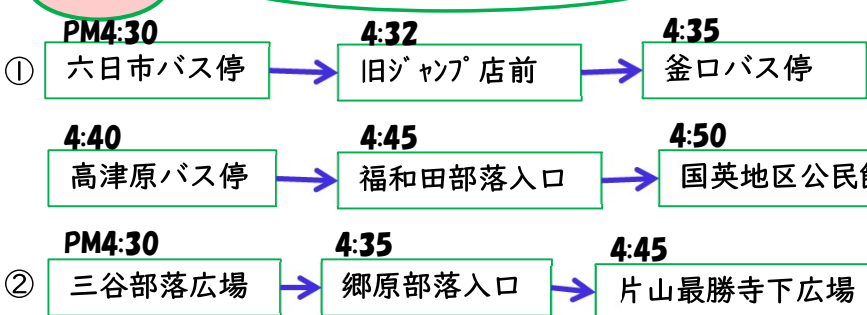 PM4:30 4:32 4:35
① 六日市バス停 旧ジャンプ店前 釜口バス停
4:40 4:45 4:50
高津原バス停 福和田部落入口 国英地区公民館
PM4:30 4:35 4:45
② 三谷部落広場 郷原部落入口 片山最勝寺下広場